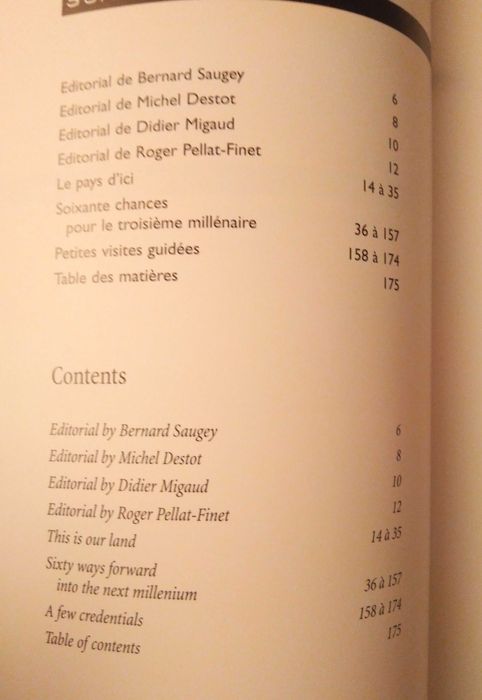 Editorial de Bernard Saugey 6
Editorial de Michel Destot 8
Editorial de Didier Migaud 10
Editorial de Roger Pellat-Finet 12
Le pays d'ici 14 à 35
Soixante chances
pour le troisième millénaire 36 à 157
Petites visites guidées 158 à 174
Table des matières 175
Contents
Editorial by Bernard Saugey 6
Editorial by Michel Destot 8
Editorial by Didier Migaud 10
Editorial by Roger Pellat-Finet 12
This is our land 14 à 35
Sixty ways forward
into the next millenium 36 à 157
A few credentials 158 à 174
Table of contents 175